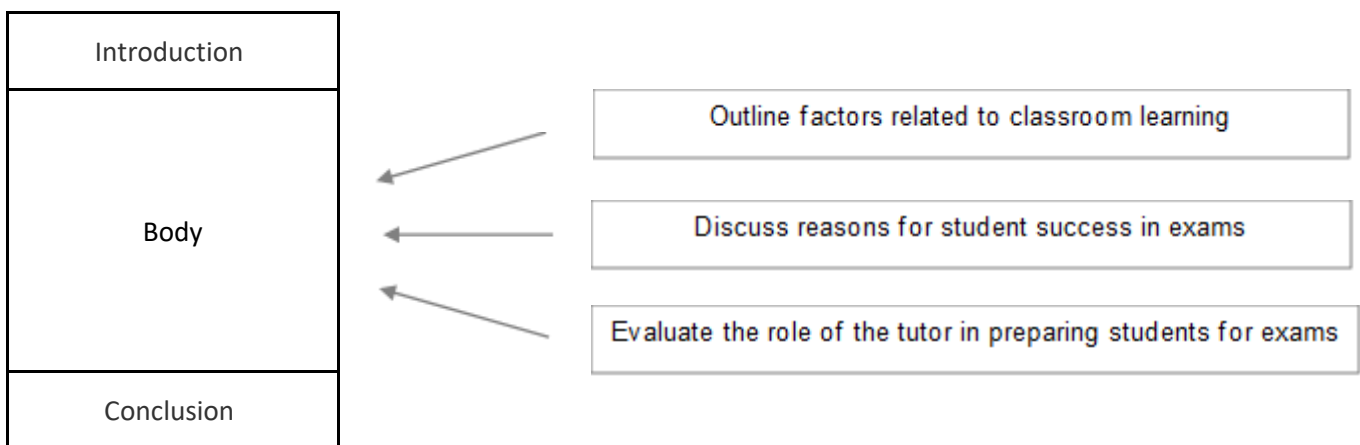 Introduction
Body
Conclusion
Outline factors related to classroom learning
Discuss reasons for student success in exams
Evaluate the role of the tutor in preparing students for exams